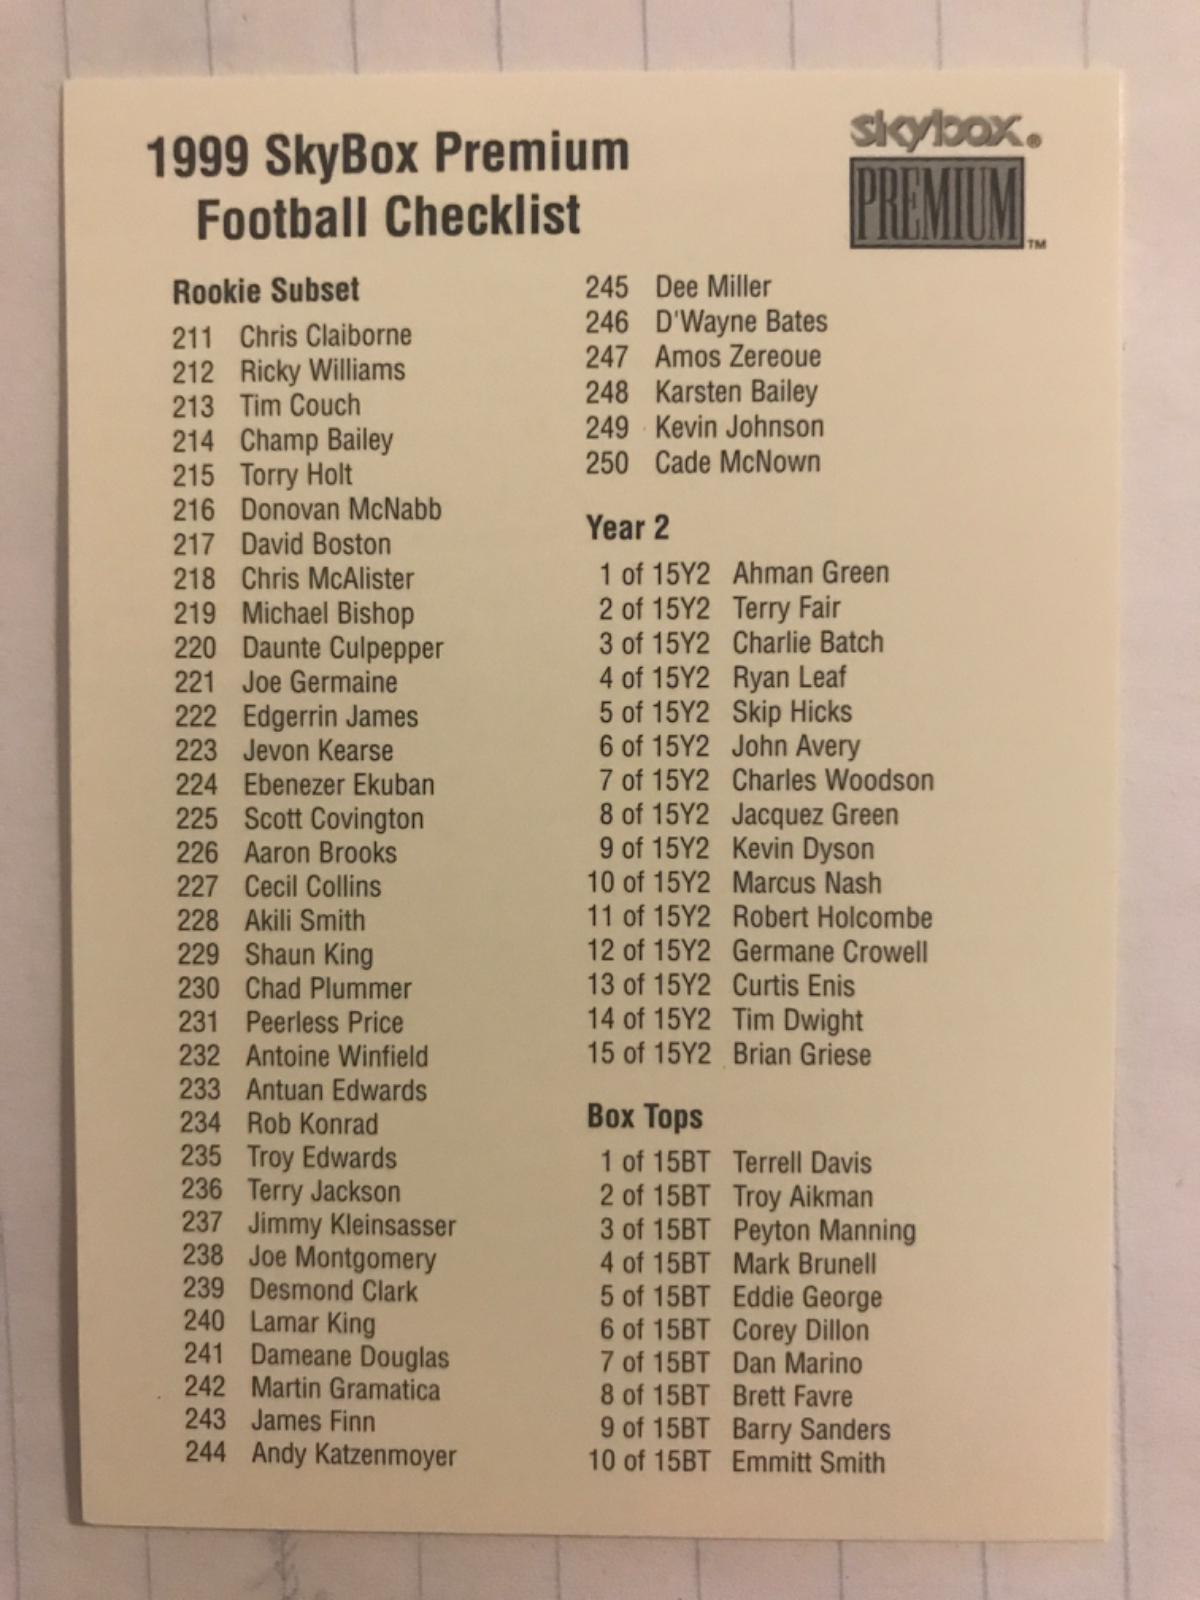 1999 SkyBox Premium
Football Checklist
skybox®
PREMIUM™
Rookie Subset
211 Chris Claiborne
212 Ricky Williams
213 Tim Couch
214 Champ Bailey
215 Torry Holt
216 Donovan McNabb
217 David Boston
218 Chris McAlister
219 Michael Bishop
220 Daunte Culpepper
221 Joe Germaine
222 Edgerrin James
223 Jevon Kearse
224 Ebenezer Ekuban
225 Scott Covington
226 Aaron Brooks
227 Cecil Collins
228 Akili Smith
229 Shaun King
230 Chad Plummer
231 Peerless Price
232 Antoine Winfield
233 Antuan Edwards
234 Rob Konrad
235 Troy Edwards
236 Terry Jackson
237 Jimmy Kleinsasser
238 Joe Montgomery
239 Desmond Clark
240 Lamar King
241 Dameane Douglas
242 Martin Gramatica
243 James Finn
244 Andy Katzenmoyer
245 Dee Miller
246 D'Wayne Bates
247 Amos Zereoue
248 Karsten Bailey
249 Kevin Johnson
250 Cade McNown
Year 2
1 of 15Y2 Ahman Green
2 of 15Y2 Terry Fair
3 of 15Y2 Charlie Batch
4 of 15Y2 Ryan Leaf
5 of 15Y2 Skip Hicks
6 of 15Y2 John Avery
7 of 15Y2 Charles Woodson
8 of 15Y2 Jacquez Green
9 of 15Y2 Kevin Dyson
10 of 15Y2 Marcus Nash
11 of 15Y2 Robert Holcombe
12 of 15Y2 Germane Crowell
13 of 15Y2 Curtis Enis
14 of 15Y2 Tim Dwight
15 of 15Y2 Brian Griese
Box Tops
1 of 15BT Terrell Davis
2 of 15BT Troy Aikman
3 of 15BT Peyton Manning
4 of 15BT Mark Brunell
5 of 15BT Eddie George
6 of 15BT Corey Dillon
7 of 15BT Dan Marino
8 of 15BT Brett Favre
9 of 15BT Barry Sanders
10 of 15BT Emmitt Smith